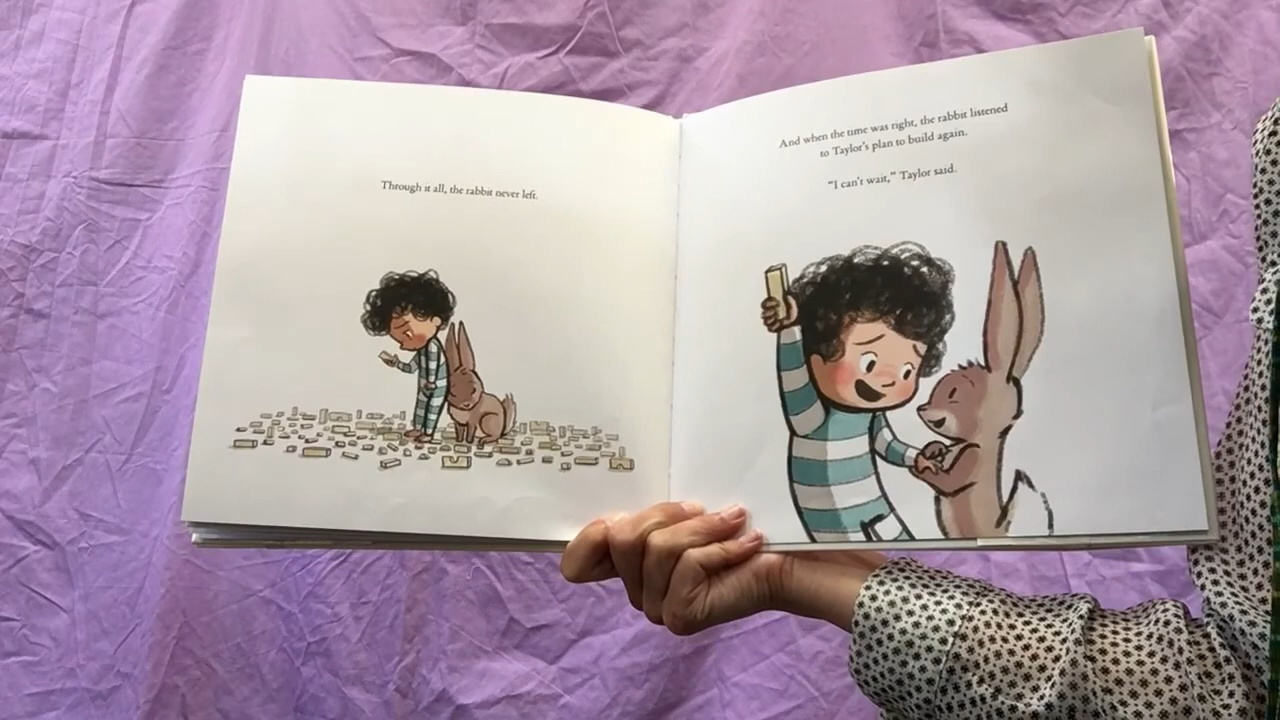 Through it all, the rabbit never left.
And when the time was right, the rabbit listened
to Taylor's plan to build again.
"I can't wait," Taylor said.